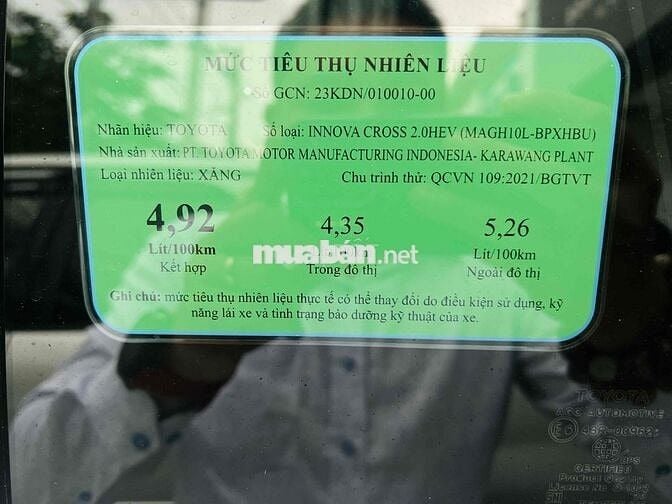 MỨC TIÊU THỤ NHIÊN LIỆU
Số GCN: 23KDN/010010-00
Nhãn hiệu: TOYOTA Số loại: INNOVA CROSS 2.0HEV (MAGH10L-BPXHBU)
Nhà sản xuất: PT. TOYOTA MOTOR MANUFACTURING INDONESIA- KARAWANG PLANT
Loại nhiên liệu: XĂNG Chu trình thử: QCVN 109:2021/BGTVT
4,92 4,35 5,26
Lít/100km Lít/100km
muaban.net
Kết hợp Trong đô thị Ngoài đô thị
Ghi chú: mức tiêu thụ nhiên liệu thực tế có thể thay đổi do điều kiện sử dụng, kỹ
năng lái xe và tình trạng bảo dưỡng kỹ thuật của xe.
TOYOTA
AGC AUTOMOTIVE
CERTIFIED
Product Quality